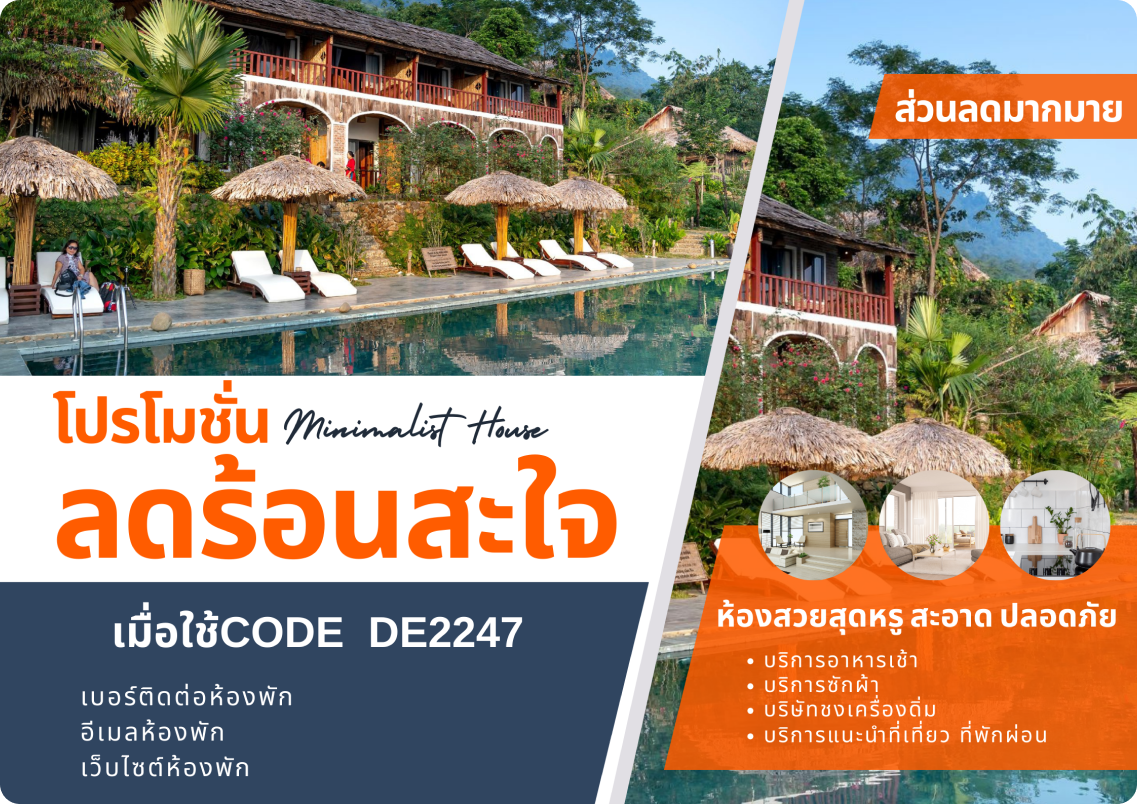 ส่วนลดมากมาย
โปรโมชั่น Minimalist House
ลดร้อนสะใจ
เมื่อใช้CODE DE2247
เบอร์ติดต่อห้องพัก
อีเมลห้องพัก
เว็บไซต์ห้องพัก
ห้องสวยสุดหรู สะอาด ปลอดภัย
• บริการอาหารเช้า
• บริการซักผ้า
• บริษัทชงเครื่องดื่ม
• บริการแนะนำที่เที่ยว ที่พักผ่อน